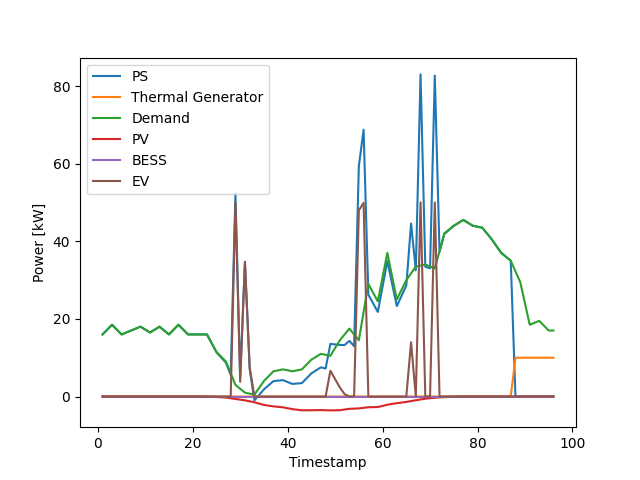 PS
Thermal Generator
Demand
PV
BESS
EV
Power [kW]
80
60
40
20
0
0 20 40 60 80 100
Timestamp